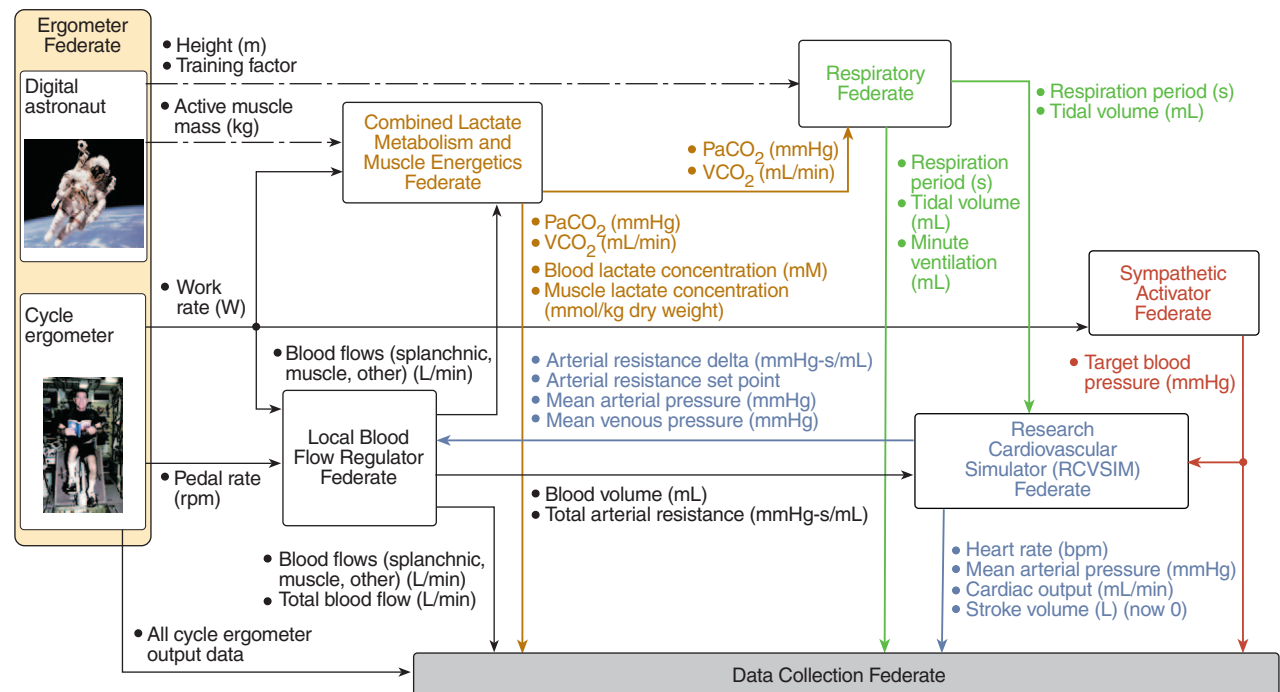 Ergometer
Federate
Digital
astronaut
Cycle
ergometer
• Height (m)
• Training factor
• Active muscle
mass (kg)
• Work
rate (W)
• Pedal rate
(rpm)
• All cycle ergometer
output data
Combined Lactate
Metabolism and
Muscle Energetics
Federate
• PaCO2 (mmHg)
• VCO2 (mL/min)
Respiratory
Federate
• Respiration period (s)
• Tidal volume (mL)
• Respiration
period (s)
• Tidal volume
(mL)
• Minute
ventilation
(mL)
• PaCO2 (mmHg)
• VCO2 (mL/min)
• Blood lactate concentration (mM)
• Muscle lactate concentration
(mmol/kg dry weight)
Sympathetic
Activator
Federate
• Target blood
pressure (mmHg)
• Blood flows (splanchnic,
muscle, other) (L/min)
• Arterial resistance delta (mmHg-s/mL)
• Arterial resistance set point
• Mean arterial pressure (mmHg)
• Mean venous pressure (mmHg)
Local Blood
Flow Regulator
Federate
Research
Cardiovascular
Simulator (RCVSIM)
Federate
• Blood volume (mL)
• Total arterial resistance (mmHg-s/mL)
• Blood flows (splanchnic,
muscle, other) (L/min)
• Total blood flow (L/min)
• Heart rate (bpm)
• Mean arterial pressure (mmHg)
• Cardiac output (mL/min)
• Stroke volume (L) (now 0)
Data Collection Federate